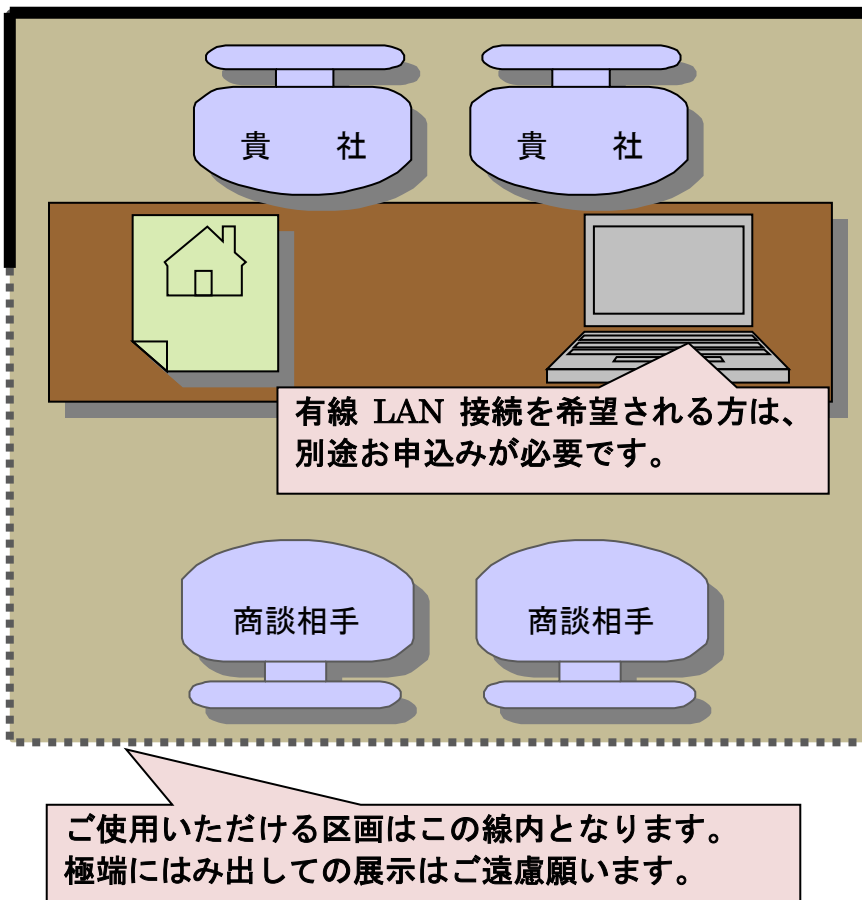 貴　社
貴　社
有線 LAN 接続を希望される方は、
別途お申込みが必要です。
商談相手
商談相手
ご使用いただける区画はこの線内となります。
極端にはみ出しての展示はご遠慮願います。